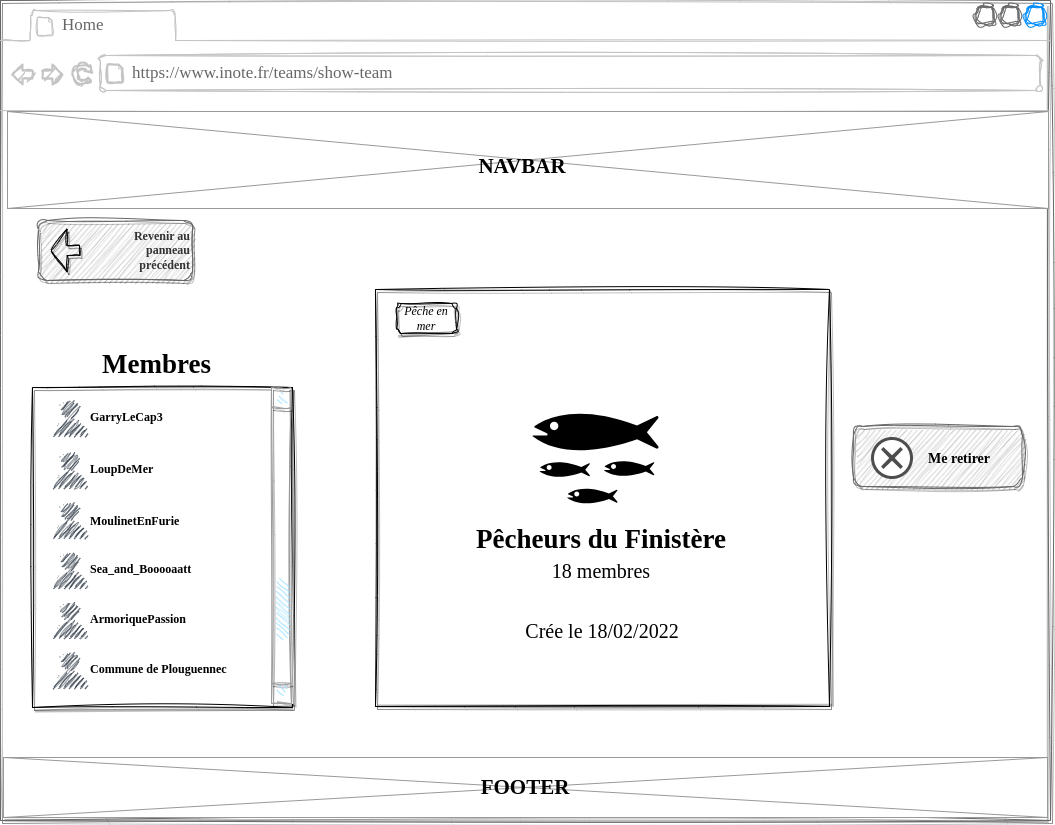 Home
https://www.inote.fr/teams/show-team
NAVBAR
Revenir au
panneau
précédent
Pêche en
mer
Membres
GarryLeCap3
LoupDeMer
MoulinetEnFurie
Sea_and_Booooaatt
ArmoriquePassion
Commune de Plouguennec
Pêcheurs du Finistère
18 membres
Crée le 18/02/2022
Me retirer
FOOTER